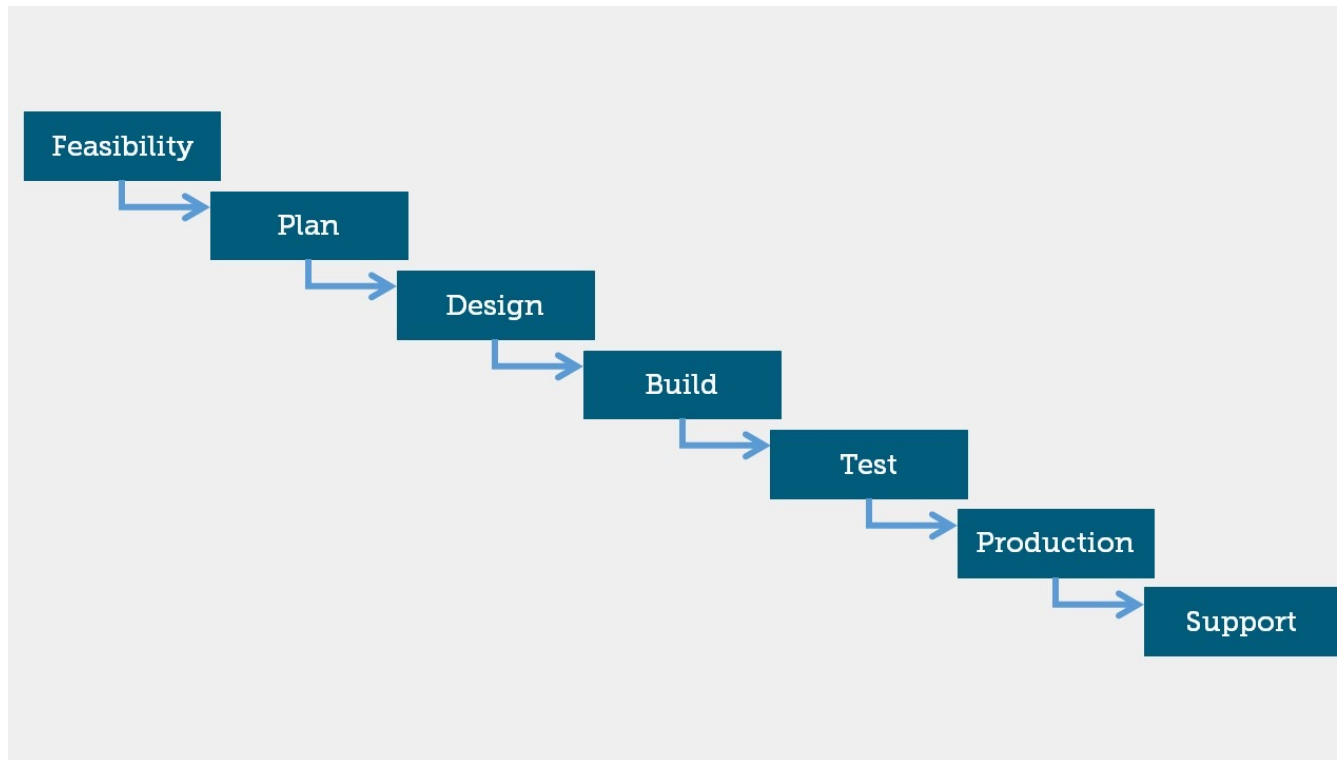 Feasibility
Plan
Design
Build
Test
Production
Support